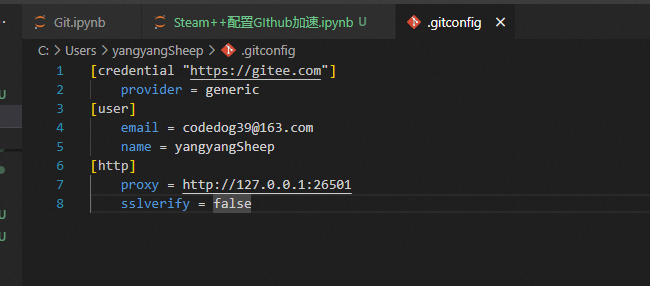 Git.ipynb
Steam++配置GIthub加速.ipynb U
.gitconfig
C: > Users > yangyangSheep > .gitconfig
1 [credential "https://gitee.com"]
2 provider = generic
3 [user]
4 email = codedog39@163.com
5 name = yangyangSheep
6 [http]
7 proxy = http://127.0.0.1:26501
8 sslverify = false
U
U
U